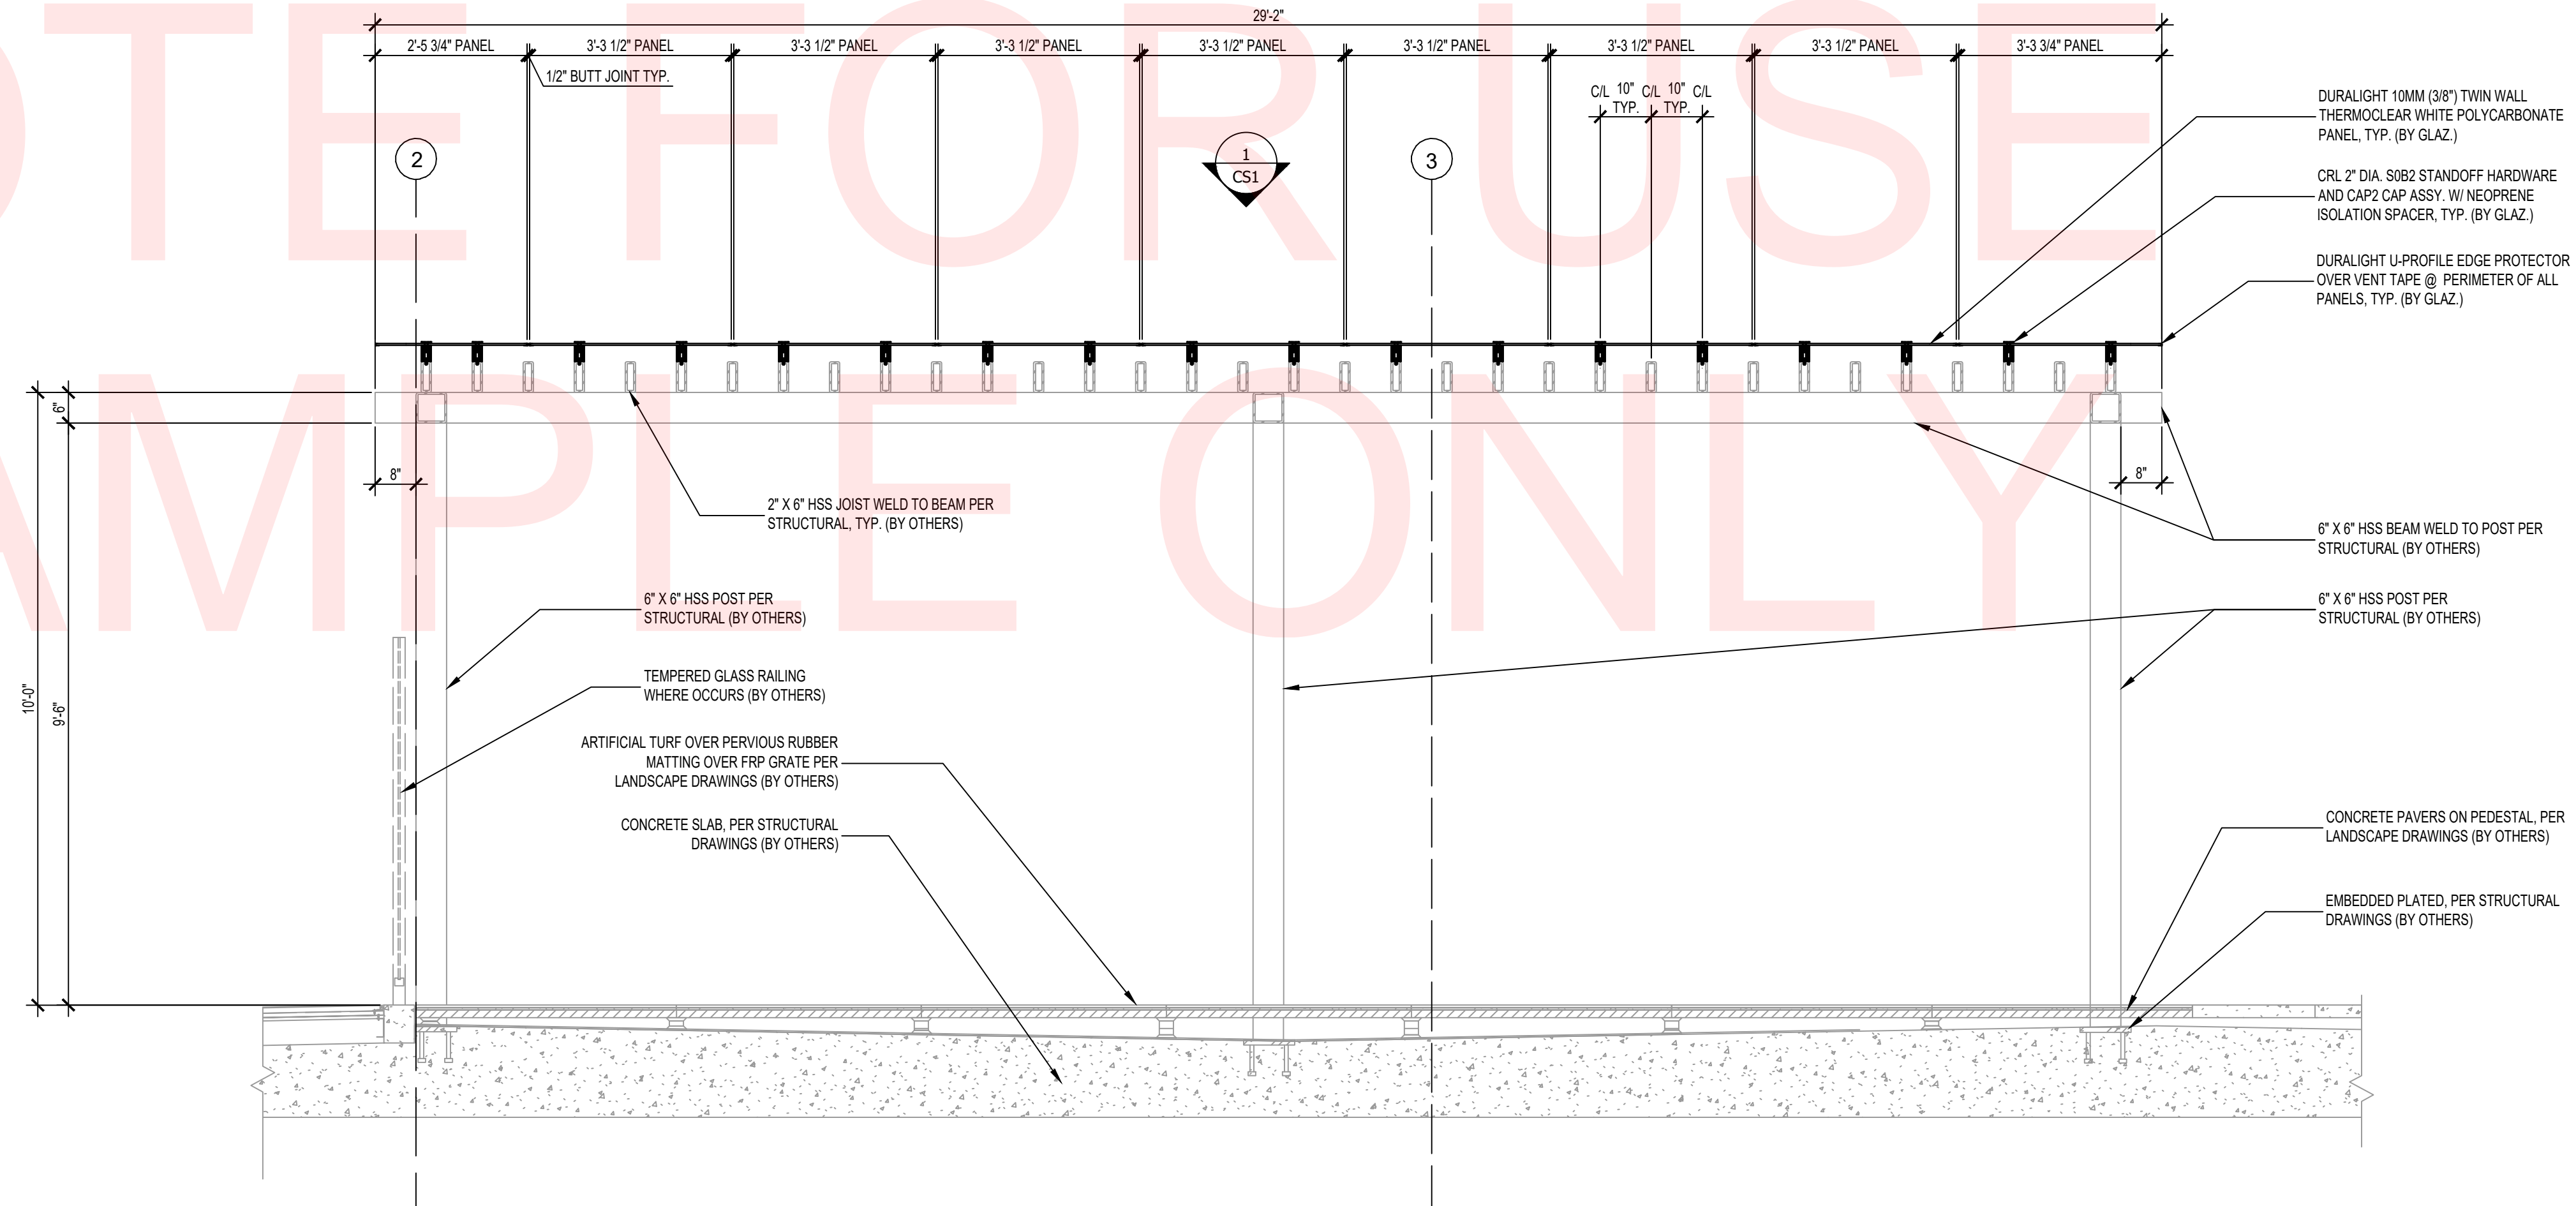 29'-2"
2'-5 3/4" PANEL
3'-3 1/2" PANEL
3'-3 1/2" PANEL
3'-3 1/2" PANEL
3'-3 1/2" PANEL
3'-3 1/2" PANEL
3'-3 1/2" PANEL
3'-3 1/2" PANEL
3'-3 3/4" PANEL
1/2" BUTT JOINT TYP.
C/L 10" C/L 10" C/L
TYP. TYP.
2
1
CS1
3
DURALIGHT 10MM (3/8") TWIN WALL
THERMOCLEAR WHITE POLYCARBONATE
PANEL, TYP. (BY GLAZ.)
CRL 2" DIA. S0B2 STANDOFF HARDWARE
AND CAP2 CAP ASSY. W/ NEOPRENE
ISOLATION SPACER, TYP. (BY GLAZ.)
DURALIGHT U-PROFILE EDGE PROTECTOR
OVER VENT TAPE @ PERIMETER OF ALL
PANELS, TYP. (BY GLAZ.)
OTE FOR USE
AMPLE ONLY
6"
8"
8"
10'-0"
9'-6"
2" X 6" HSS JOIST WELD TO BEAM PER
STRUCTURAL, TYP. (BY OTHERS)
6" X 6" HSS BEAM WELD TO POST PER
STRUCTURAL (BY OTHERS)
6" X 6" HSS POST PER
STRUCTURAL (BY OTHERS)
6" X 6" HSS POST PER
STRUCTURAL (BY OTHERS)
TEMPERED GLASS RAILING
WHERE OCCURS (BY OTHERS)
ARTIFICIAL TURF OVER PERVIOUS RUBBER
MATTING OVER FRP GRATE PER
LANDSCAPE DRAWINGS (BY OTHERS)
CONCRETE SLAB, PER STRUCTURAL
DRAWINGS (BY OTHERS)
CONCRETE PAVERS ON PEDESTAL, PER
LANDSCAPE DRAWINGS (BY OTHERS)
EMBEDDED PLATED, PER STRUCTURAL
DRAWINGS (BY OTHERS)